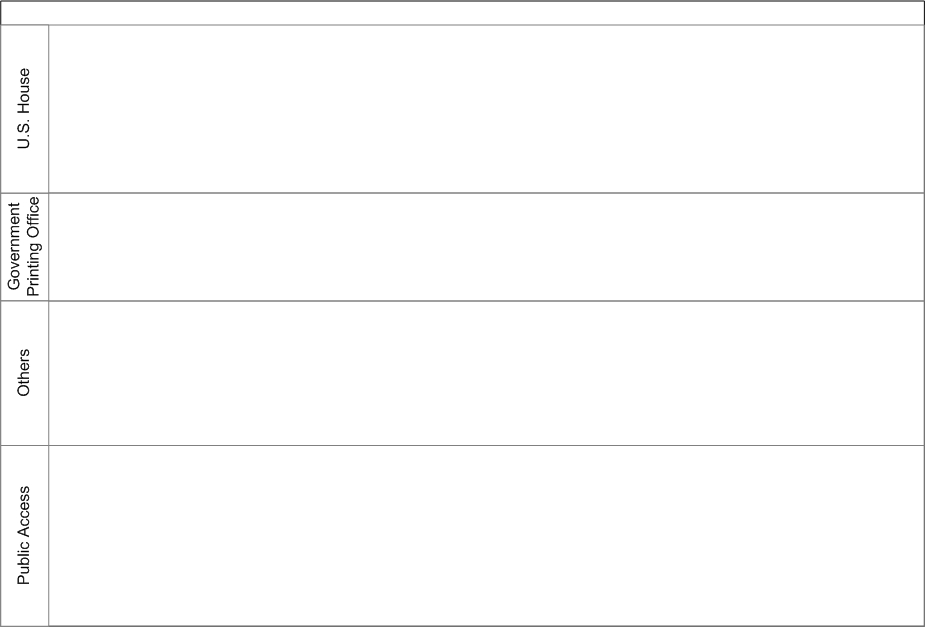 U.S. House
Government
Printing Office
Others
Public Access